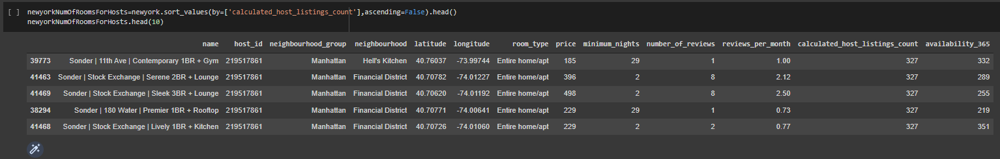 [ ] newyorkNumOfRoomsForHosts=newyork.sort_values(by=['calculated_host_listings_count'],ascending=False).head()
newyorkNumOfRoomsForHosts.head(10)
name host_id neighbourhood_group neighbourhood latitude longitude room_type price minimum_nights number_of_reviews reviews_per_month calculated_host_listings_count availability_365
39773 Sonder | 11th Ave | Contemporary 1BR + Gym 219517861 Manhattan Hell's Kitchen 40.76037 -73.99744 Entire home/apt 185 29 1 1.00 327 332
41463 Sonder | Stock Exchange | Serene 2BR + Lounge 219517861 Manhattan Financial District 40.70782 -74.01227 Entire home/apt 396 2 8 2.12 327 289
41469 Sonder | Stock Exchange | Sleek 3BR + Lounge 219517861 Manhattan Financial District 40.70620 -74.01192 Entire home/apt 498 2 8 2.50 327 255
38294 Sonder | 180 Water | Premier 1BR + Rooftop 219517861 Manhattan Financial District 40.70771 -74.00641 Entire home/apt 229 29 1 0.73 327 219
41468 Sonder | Stock Exchange | Lively 1BR + Kitchen 219517861 Manhattan Financial District 40.70726 -74.01060 Entire home/apt 229 2 2 0.77 327 351